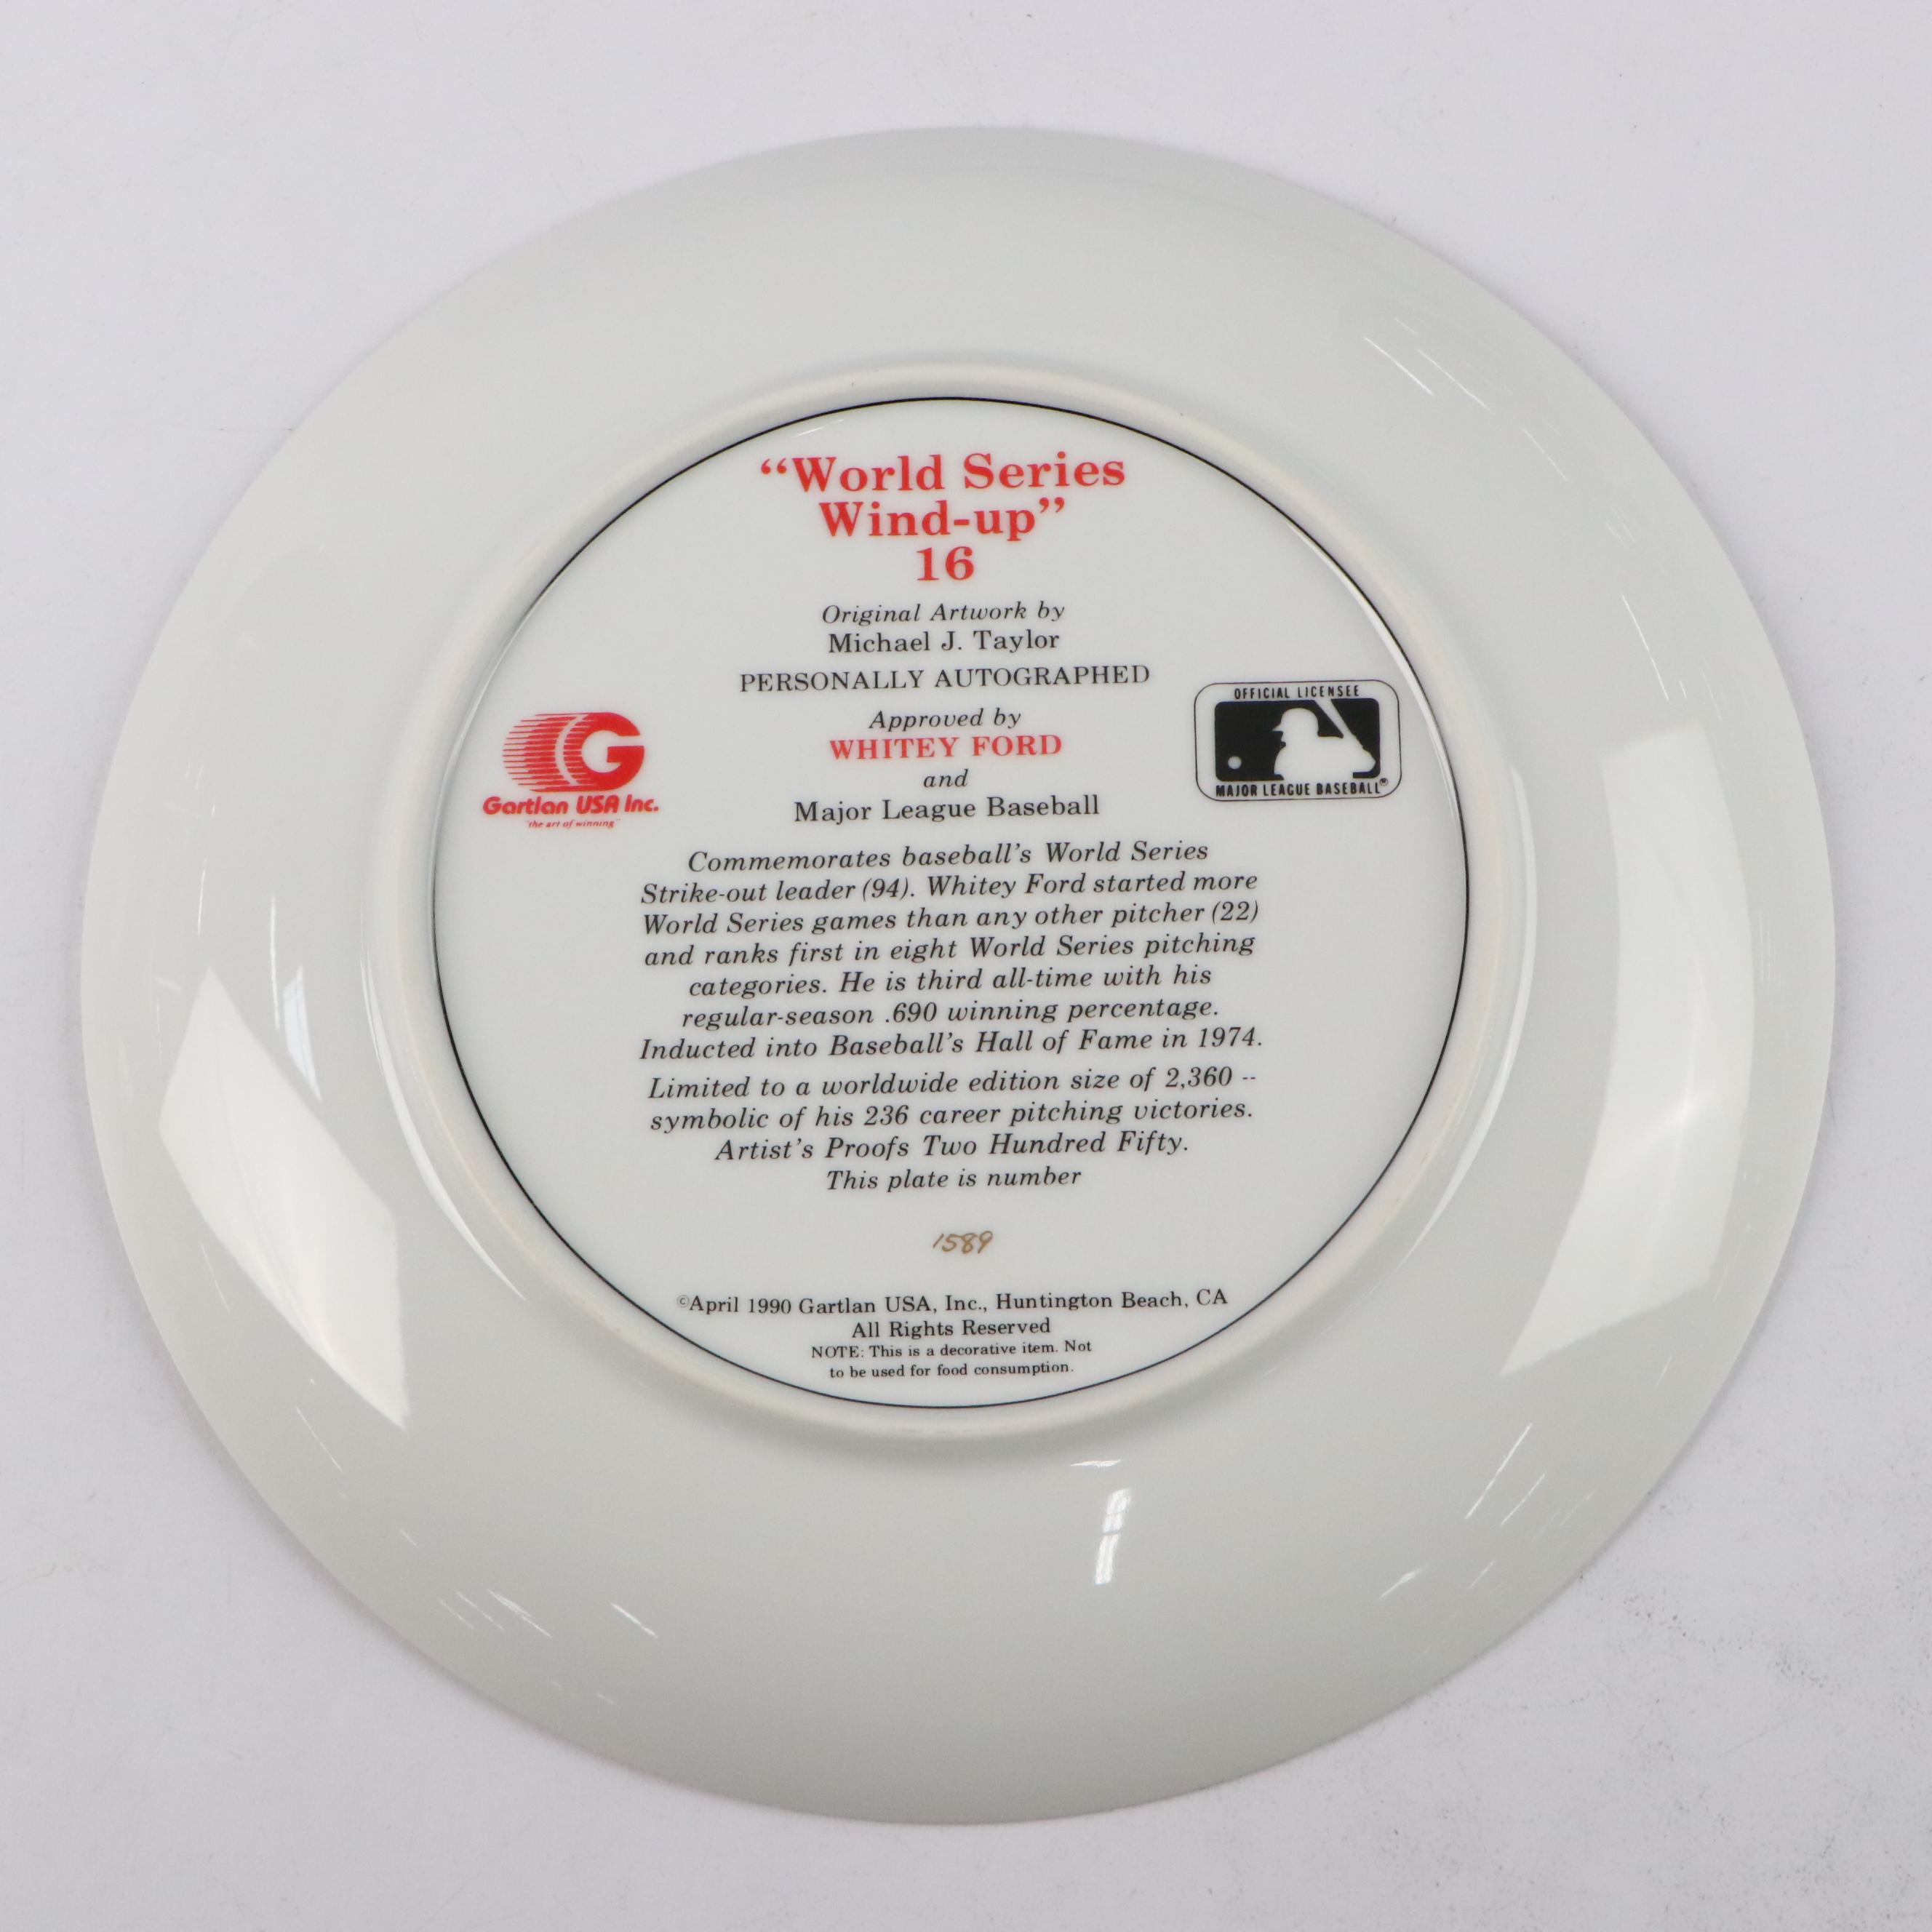 “World Series
Wind-up”
16
Original Artwork by
Michael J. Taylor
PERSONALLY AUTOGRAPHED
Approved by
WHITEY FORD
and
Major League Baseball
G
Gartlan USA Inc.
"the art of winning"
OFFICIAL LICENSEE
MAJOR LEAGUE BASEBALL®
Commemorates baseball's World Series
Strike-out leader (94). Whitey Ford started more
World Series games than any other pitcher (22)
and ranks first in eight World Series pitching
categories. He is third all-time with his
regular-season .690 winning percentage.
Inducted into Baseball's Hall of Fame in 1974.
Limited to a worldwide edition size of 2,360 --
symbolic of his 236 career pitching victories.
Artist's Proofs Two Hundred Fifty.
This plate is number
1589
©April 1990 Gartlan USA, Inc., Huntington Beach, CA
All Rights Reserved
NOTE: This is a decorative item. Not
to be used for food consumption.